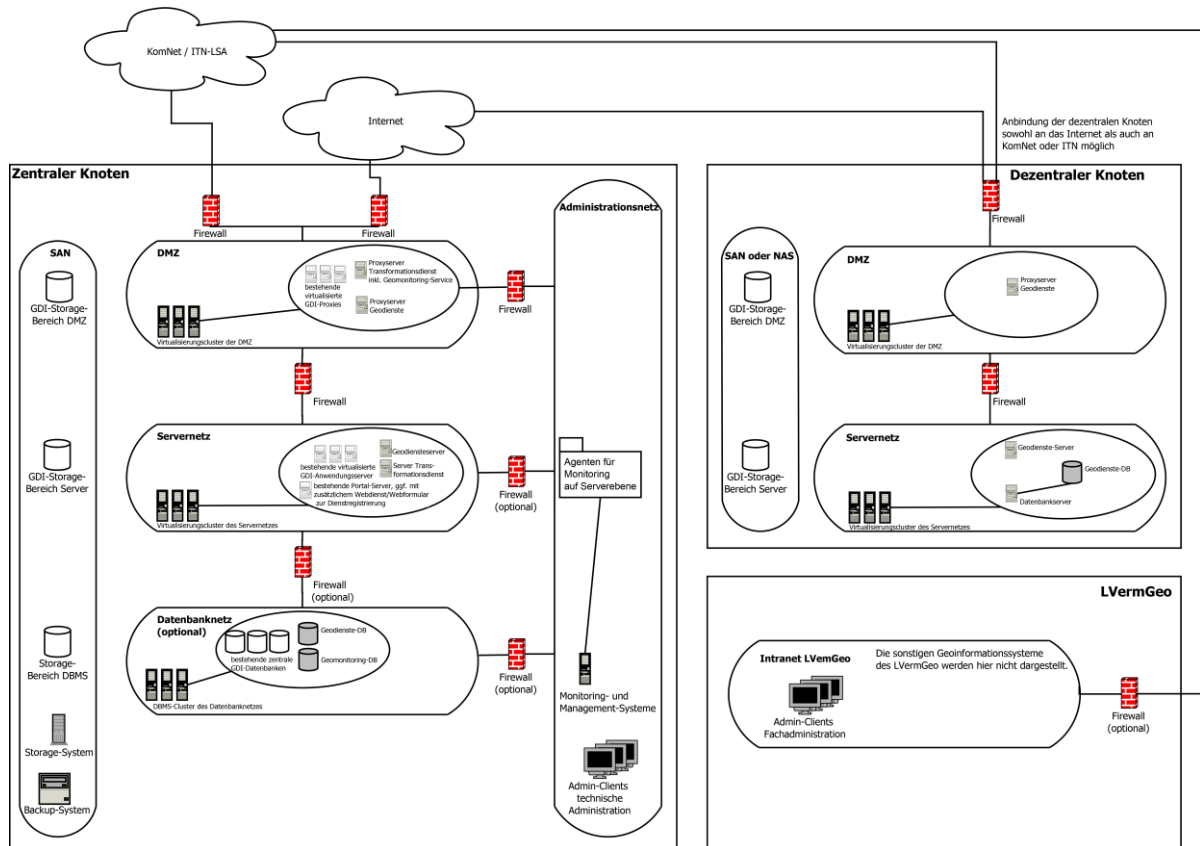 KomNet / ITN-LSA
Internet
Anbindung der dezentralen Knoten
sowohl an das Internet als auch an
KomNet oder ITN möglich
Zentraler Knoten
Firewall
Firewall
SAN
GDI-Storage-
Bereich DMZ
GDI-Storage-
Bereich Server
Storage-
Bereich DBMS
Storage-System
Backup-System
DMZ
bestehende
virtualisierte
GDI-Proxies
Proxyserver
Transformationsdienst
inkl. Geomonitoring-Service
Proxyserver
Geodienste
Virtualisierungscluster der DMZ
Firewall
Firewall
Servernetz
bestehende virtualisierte
GDI-Anwendungsserver
Geodiensteserver
Server Trans-
formationsdienst
bestehende Portal-Server, ggf. mit
zusätzlichem Webdienst/Webformular
zur Dienstregistrierung
Virtualisierungscluster des Servernetzes
Firewall
(optional)
Firewall
(optional)
Datenbanknetz
(optional)
bestehende zentrale
GDI-Datenbanken
Geodienste-DB
Geomonitoring-DB
DBMS-Cluster des Datenbanknetzes
Firewall
(optional)
Administrationsnetz
Agenten für
Monitoring
auf Serverebene
Monitoring- und
Management-Systeme
Admin-Clients
technische
Administration
Dezentraler Knoten
Firewall
SAN oder NAS
GDI-Storage-
Bereich DMZ
GDI-Storage-
Bereich Server
DMZ
Proxyserver
Geodienste
Virtualisierungscluster der DMZ
Firewall
Servernetz
Geodienste-Server
Geodienste-DB
Datenbankserver
Virtualisierungscluster des Servernetzes
LVermGeo
Intranet LVemGeo
Die sonstigen Geoinformationssysteme
des LVermGeo werden hier nicht dargestellt.
Admin-Clients
Fachadministration
Firewall
(optional)